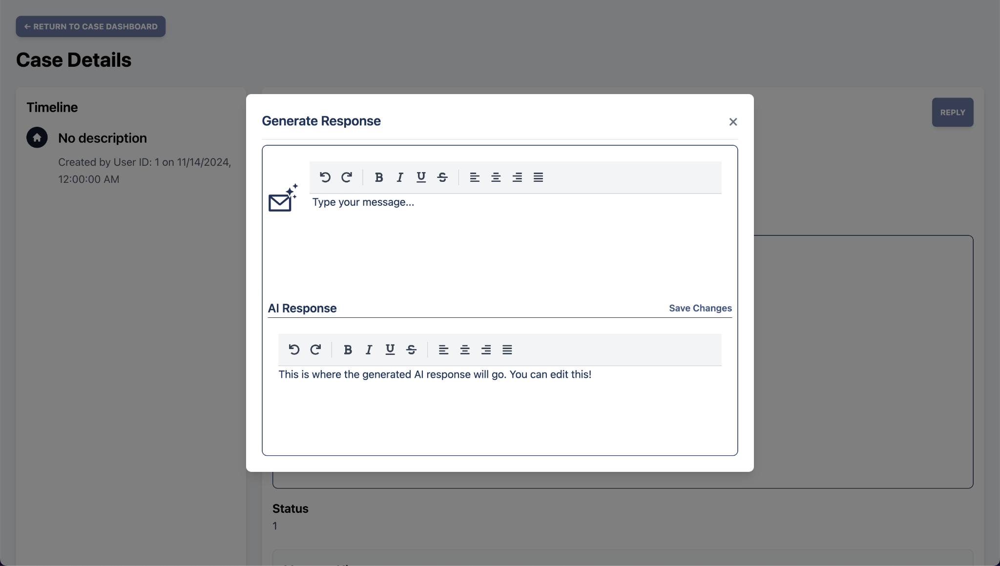 ← RETURN TO CASE DASHBOARD
Case Details
Timeline
No description
Created by User ID: 1 on 11/14/2024,
12:00:00 AM
REPLY
Generate Response
Type your message...
AI Response
Save Changes
This is where the generated AI response will go. You can edit this!
Status
1